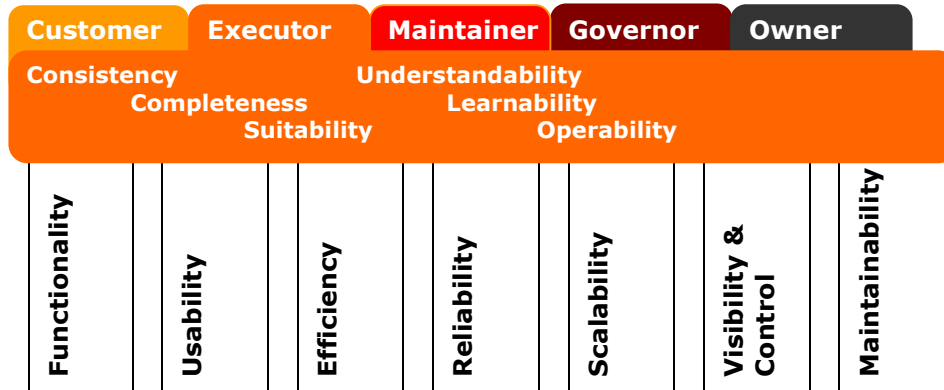 Customer
Executor
Maintainer
Governor
Owner
Consistency
Understandability
Completeness
Learnability
Suitability
Operability
Functionality
Usability
Efficiency
Reliability
Scalability
Visibility &
Control
Maintainability